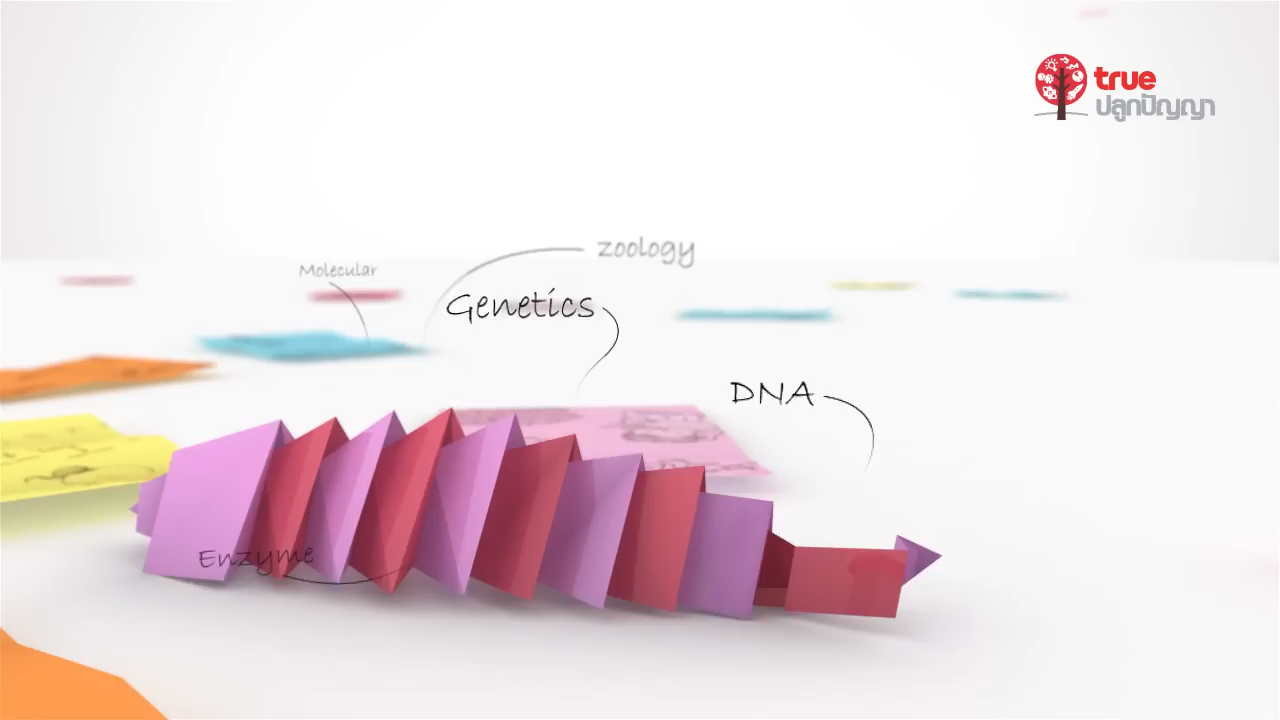 true
ปลูกปัญญา
zoology
Molecular
Genetics
DNA
Enzyme